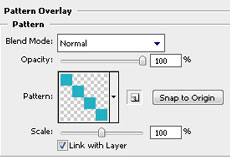 Pattern Overlay
Pattern
Blend Mode: Normal
Opacity: 100 %
Pattern: Snap to Origin
Scale: 100 %
Link with Layer